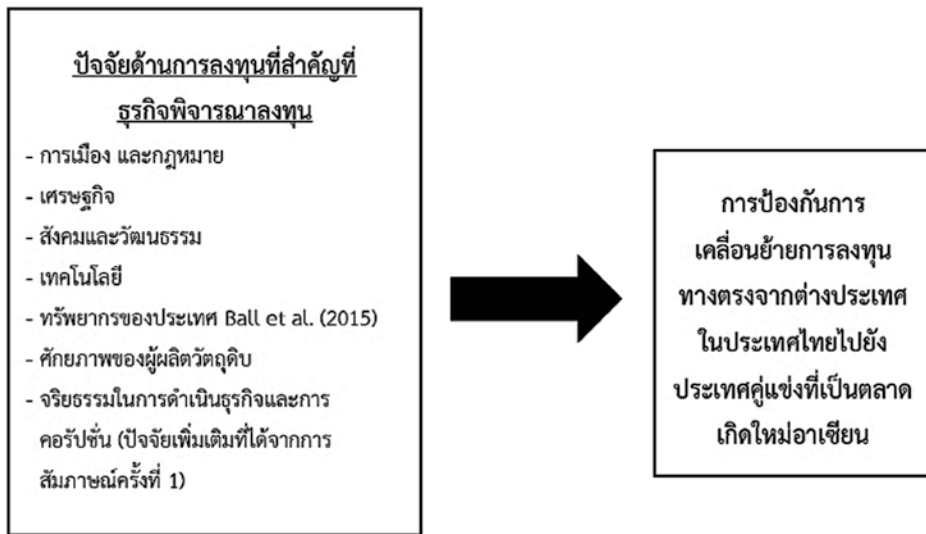 ปัจจัยด้านการลงทุนที่สำคัญที่
ธุรกิจพิจารณาลงทุน
- การเมือง และกฎหมาย
- เศรษฐกิจ
- สังคมและวัฒนธรรม
- เทคโนโลยี
- ทรัพยากรของประเทศ Ball et al. (2015)
- ศักยภาพของผู้ผลิตวัตถุดิบ
- จริยธรรมในการดำเนินธุรกิจและการ
คอรัปชั่น (ปัจจัยเพิ่มเติมที่ได้จากการ
สัมภาษณ์ครั้งที่ 1)
การป้องกันการ
เคลื่อนย้ายการลงทุน
ทางตรงจากต่างประเทศ
ในประเทศไทยไปยัง
ประเทศคู่แข่งที่เป็นตลาด
เกิดใหม่อาเซียน